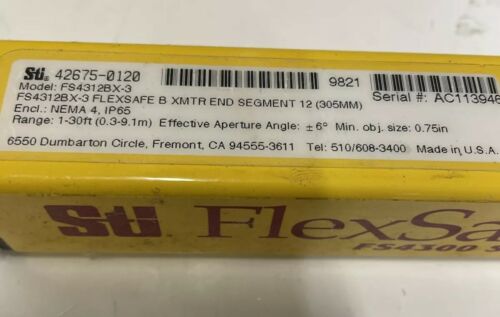 Sti® 42675-0120
Model: FS4312BX-3
FS4312BX-3 FLEXSAFE B XMTR END SEGMENT 12 (305MM)
Encl.: NEMA 4, IP65
Range: 1-30ft (0.3-9.1m) Effective Aperture Angle: ± 6° Min. obj. size: 0.75in
6550 Dumbarton Circle, Fremont, CA 94555-3611 Tel: 510/608-3400 Made in U.S.A.
9821
Serial #: AC113946
Sti FlexSa
FS4300 S